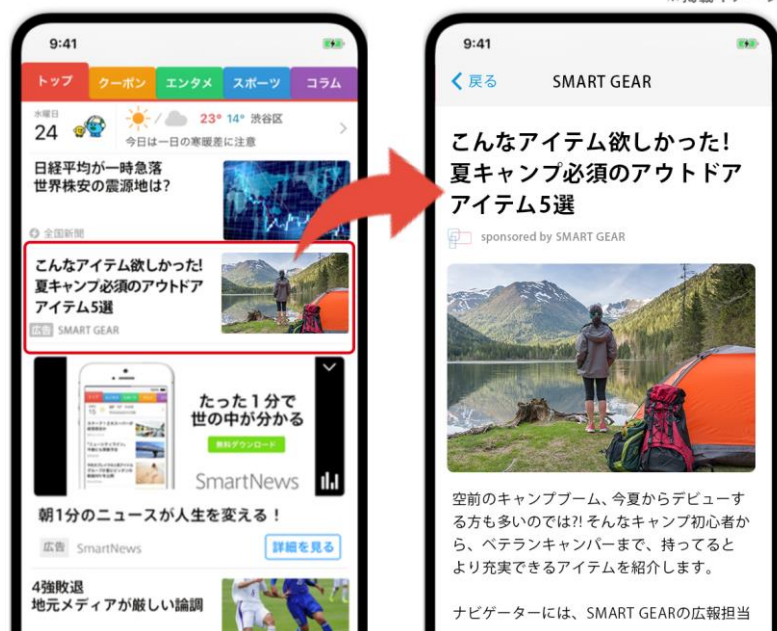 9:41
トップ
クーポン
エンタメ
スポーツ
コラム
水曜日
24
23° 14° 渋谷区
今日は一日の寒暖差に注意
日経平均が一時急落
世界株安の震源地は?
全国新聞
こんなアイテム欲しかった!
夏キャンプ必須のアウトドア
アイテム5選
広告 SMART GEAR
たった1分で
世の中が分かる
無料ダウンロード
SmartNews
朝1分のニュースが人生を変える!
広告 SmartNews
詳細を見る
4強敗退
地元メディアが厳しい論調
9:41
戻る
SMART GEAR
こんなアイテム欲しかった!
夏キャンプ必須のアウトドア
アイテム5選
sponsored by SMART GEAR
空前のキャンプブーム、今夏からデビューす
る方も多いのでは?! そんなキャンプ初心者か
ら、ベテランキャンパーまで、持ってると
より充実できるアイテムを紹介します。
ナビゲーターには、SMART GEARの広報担当